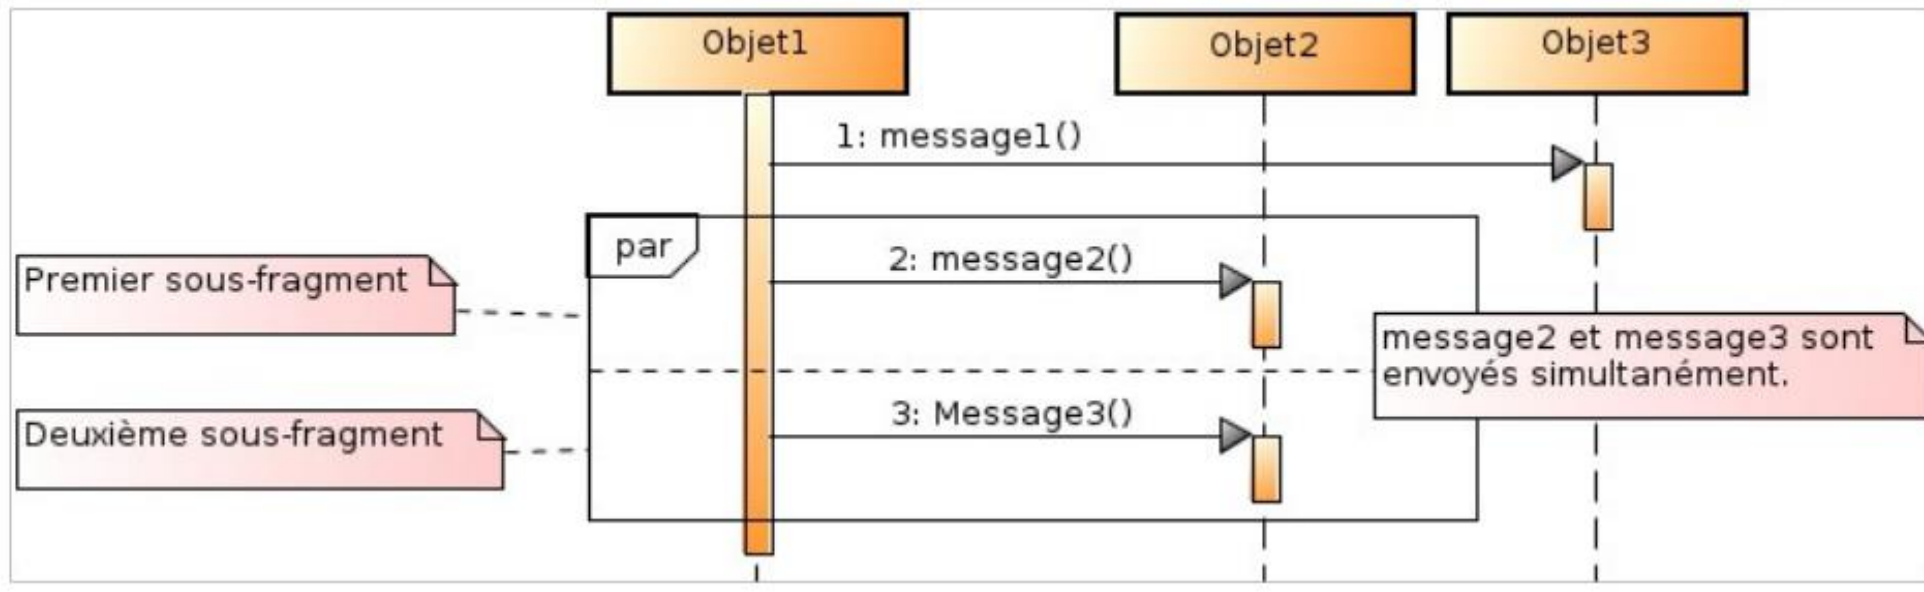 Objet1
Objet2
Objet3
1: message1()
par
2: message2()
Premier sous-fragment
message2 et message3 sont
envoyés simultanément.
3: Message3()
Deuxième sous-fragment